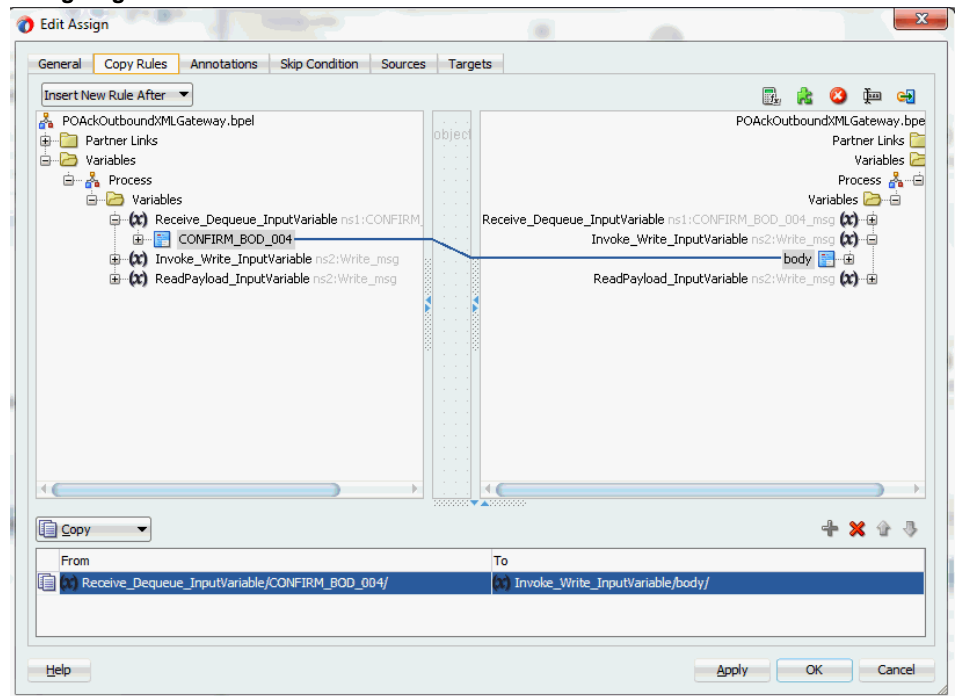 Edit Assign
General Copy Rules Annotations Skip Condition Sources Targets
Insert New Rule After
POAckOutboundXMLGateway.bpel
Partner Links
Variables
Process
Variables
Receive_Dequeue_InputVariable ns1:CONFIRM_
CONFIRM_BOD_004
Invoke_Write_InputVariable ns2:Write_msg
ReadPayload_InputVariable ns2:Write_msg
object
POAckOutboundXMLGateway.bpe
Partner Links
Variables
Process
Variables
Receive_Dequeue_InputVariable ns1:CONFIRM_BOD_004_msg
Invoke_Write_InputVariable ns2:Write_msg
body
ReadPayload_InputVariable ns2:Write_msg
Copy
From To
Receive_Dequeue_InputVariable/CONFIRM_BOD_004/ Invoke_Write_InputVariable/body/
Help Apply OK Cancel